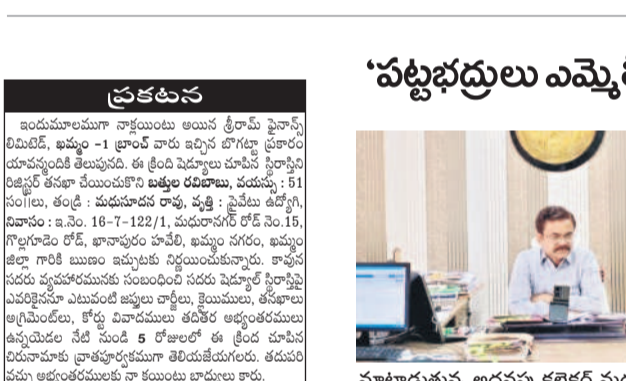 ప్రకటన
ఇందుమూలముగా నాక్లయింటు అయిన శ్రీరామ్ ఫైనాన్స్
లిమిటెడ్, ఖమ్మం -1 బ్రాంచ్ వారు ఇచ్చిన బొగట్టా ప్రకారం
యావన్మందికి తెలుపునది. ఈ క్రింది షెడ్యూలు చూపిన స్థిరాస్తిని
రిజిస్టర్ తనఖా చేయించుకొని బత్తుల రవిబాబు, వయస్సు : 51
సం||లు, తండ్రి : మధుసూదన రావు, వృత్తి : ప్రైవేటు ఉద్యోగి,
నివాసం : ఇ.నెం. 16-7-122/1, మధురానగర్ రోడ్ నెం.15,
గొల్లగూడెం రోడ్, ఖానాపురం హవేలి, ఖమ్మం నగరం, ఖమ్మం
జిల్లా గారికి ఋణం ఇచ్చుటకు నిర్ణయించుకున్నారు. కావున
సదరు వ్యవహారమునకు సంబంధించి సదరు షెడ్యూల్ స్థిరాస్తిపై
ఎవరికైననూ ఎటువంటి జప్తులు చార్జీలు, క్లైయిములు, తనఖాలు
అగ్రిమెంట్‌లు, కోర్టు వివాదములు తదితర అభ్యంతరములు
ఉన్నయెడల నేటి నుండి 5 రోజులలో ఈ క్రింద చూపిన
చిరునామాకు వ్రాతపూర్వకముగా తెలియజేయగలరు. తదుపరి
వచ్చు అభ్యంతరములకు నా క్లయింటు బాధ్యులు కారు.
‘పట్టభద్రులు ఎమ్మె
మాట్లాడుతున్న అదనపు కలెక్టర్